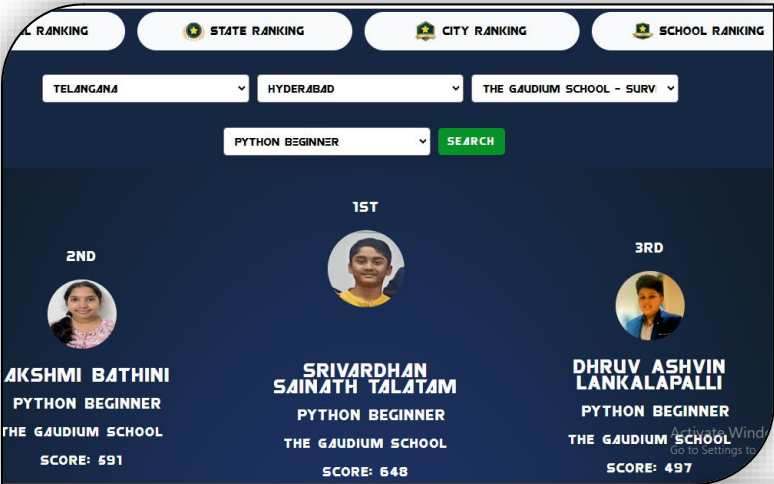 L RANKING
STATE RANKING
CITY RANKING
SCHOOL RANKING
TELANGANA
HYDERABAD
THE GAUDIUM SCHOOL - SURVI
PYTHON BEGINNER
SEARCH
1ST
2ND
3RD
AKSHMI BATHINI
PYTHON BEGINNER
THE GAUDIUM SCHOOL
SCORE: 591
SRIVARDHAN
SAINATH TALATAM
PYTHON BEGINNER
THE GAUDIUM SCHOOL
SCORE: 648
DHRUV ASHVIN
LANKALAPALLI
PYTHON BEGINNER
THE GAUDIUM SCHOOL
SCORE: 497
Activate Windo
Go to Settings to